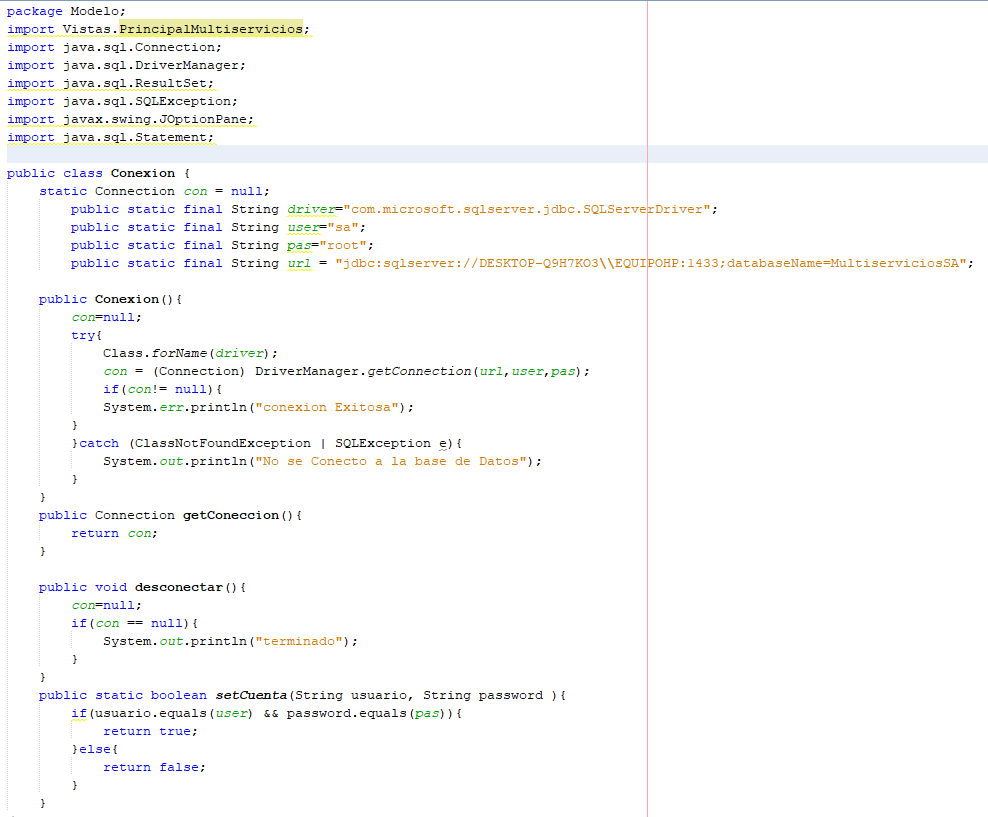 package Modelo;
import Vistas.PrincipalMultiservicios;
import java.sql.Connection;
import java.sql.DriverManager;
import java.sql.ResultSet;
import java.sql.SQLException;
import javax.swing.JOptionPane;
import java.sql.Statement;
public class Conexion {
static Connection con = null;
public static final String driver="com.microsoft.sqlserver.jdbc.SQLServerDriver";
public static final String user="sa";
public static final String pas="root";
public static final String url = "jdbc:sqlserver://DESKTOP-Q9H7KO3\\EQUIPOHP:1433;databaseName=MultiserviciosSA";
public Conexion(){
con=null;
try{
Class.forName(driver);
con = (Connection) DriverManager.getConnection(url,user,pas);
if(con!= null){
System.err.println("conexion Exitosa");
}
}catch (ClassNotFoundException | SQLException e){
System.out.println("No se Conecto a la base de Datos");
}
}
public Connection getConeccion(){
return con;
}
public void desconectar(){
con=null;
if(con == null){
System.out.println("terminado");
}
}
public static boolean setCuenta(String usuario, String password ){
if(usuario.equals(user) && password.equals(pas)){
return true;
}else{
return false;
}
}